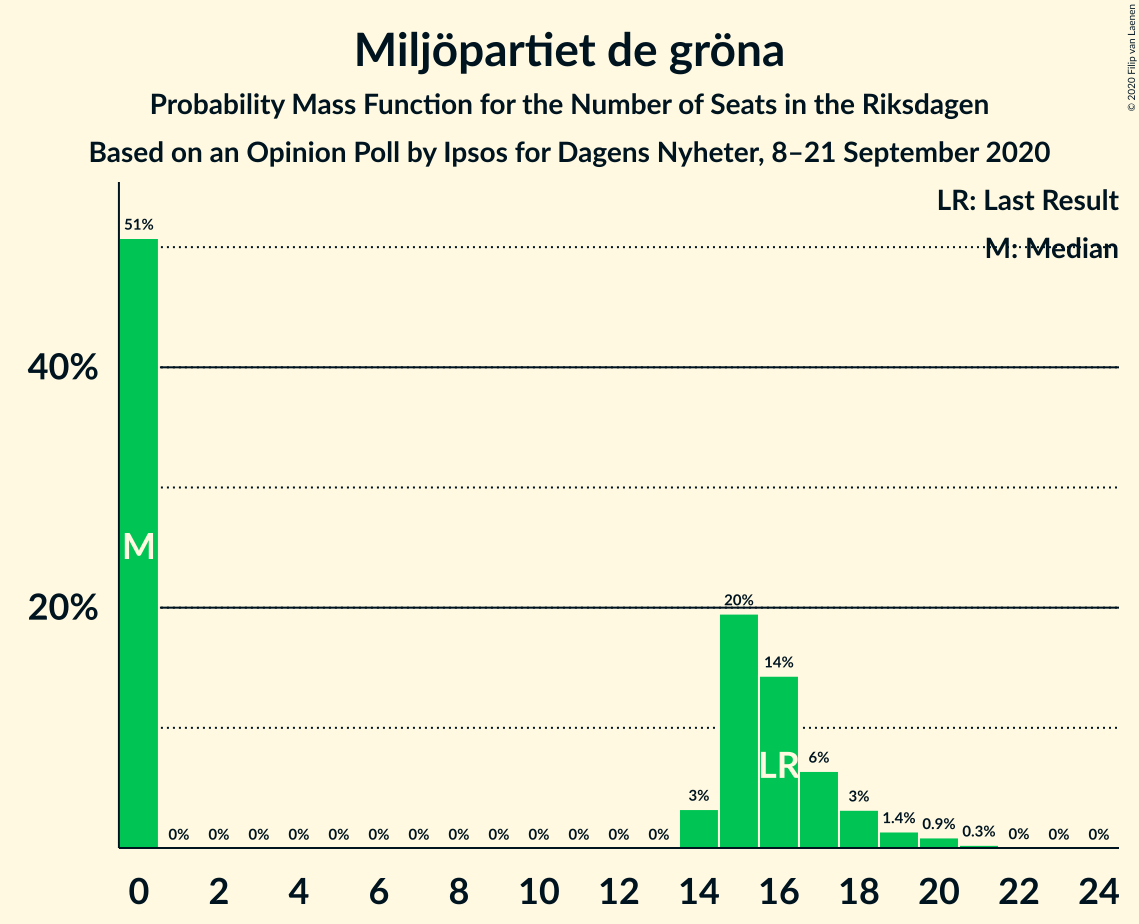 Miljöpartiet de gröna
Probability Mass Function for the Number of Seats in the Riksdagen
Based on an Opinion Poll by Ipsos for Dagens Nyheter, 8–21 September 2020
© 2020 Filip van Laenen
LR: Last Result
M: Median
51%
40%
20%
M
20%
14%
LR
6%
3%
3%
1.4%
0.9%
0.3%
0% 0% 0% 0% 0% 0% 0% 0% 0% 0% 0% 0% 0%
0% 0% 0%
0 2 4 6 8 10 12 14 16 18 20 22 24